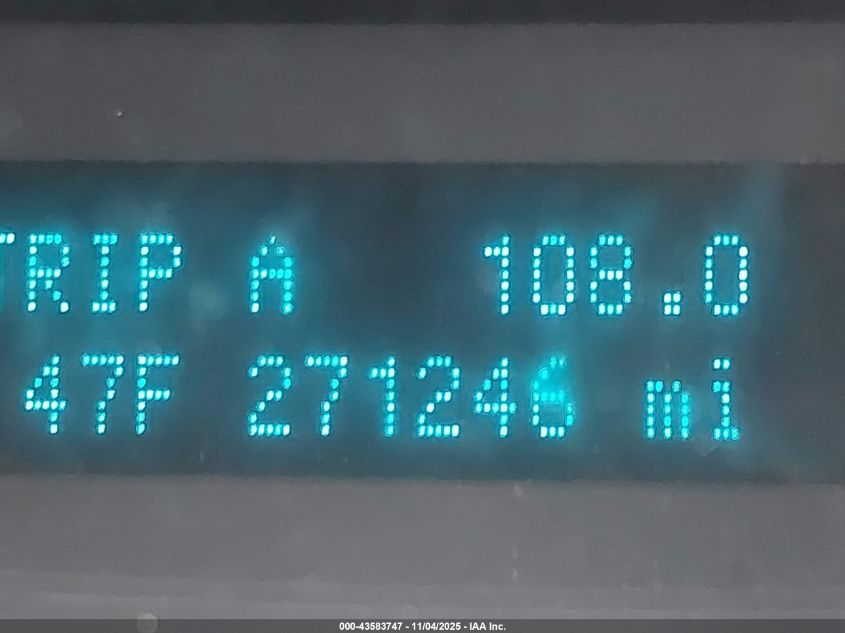 TRIP A 108.0
47F 271246 mi
000-43583747 - 11/04/2025 - IAA Inc.